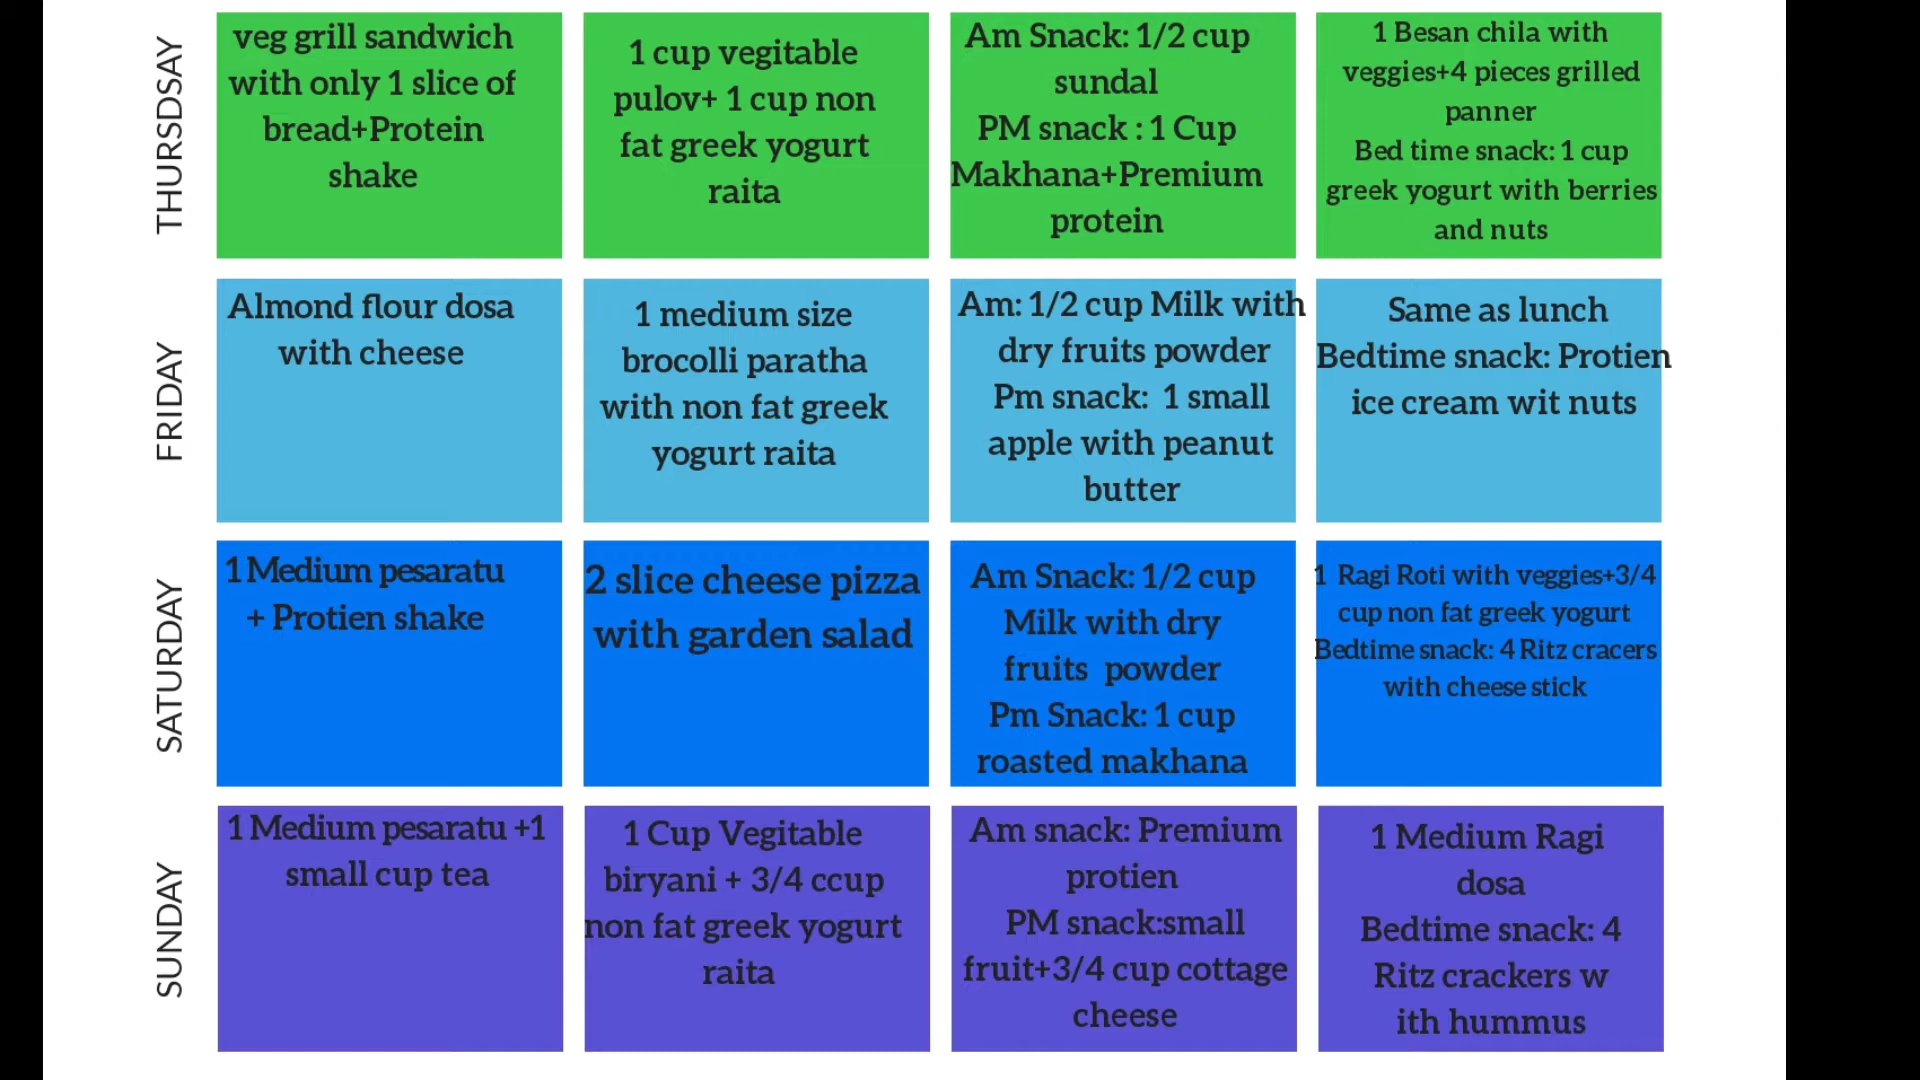 THURSDSAY
veg grill sandwich
with only 1 slice of
bread+Protein
shake
1 cup vegitable
pulov+ 1 cup non
fat greek yogurt
raita
Am Snack: 1/2 cup
sundal
PM snack : 1 Cup
Makhana+Premium
protein
1 Besan chila with
veggies+4 pieces grilled
panner
Bed time snack: 1 cup
greek yogurt with berries
and nuts
FRIDAY
Almond flour dosa
with cheese
1 medium size
brocolli paratha
with non fat greek
yogurt raita
Am: 1/2 cup Milk with
dry fruits powder
Pm snack: 1 small
apple with peanut
butter
Same as lunch
Bedtime snack: Protien
ice cream wit nuts
SATURDAY
1 Medium pesaratu
+ Protien shake
2 slice cheese pizza
with garden salad
Am Snack: 1/2 cup
Milk with dry
fruits powder
Pm Snack: 1 cup
roasted makhana
1 Ragi Roti with veggies+3/4
cup non fat greek yogurt
Bedtime snack: 4 Ritz cracers
with cheese stick
SUNDAY
1 Medium pesaratu +1
small cup tea
1 Cup Vegitable
biryani + 3/4 ccup
non fat greek yogurt
raita
Am snack: Premium
protien
PM snack:small
fruit+3/4 cup cottage
cheese
1 Medium Ragi
dosa
Bedtime snack: 4
Ritz crackers w
ith hummus